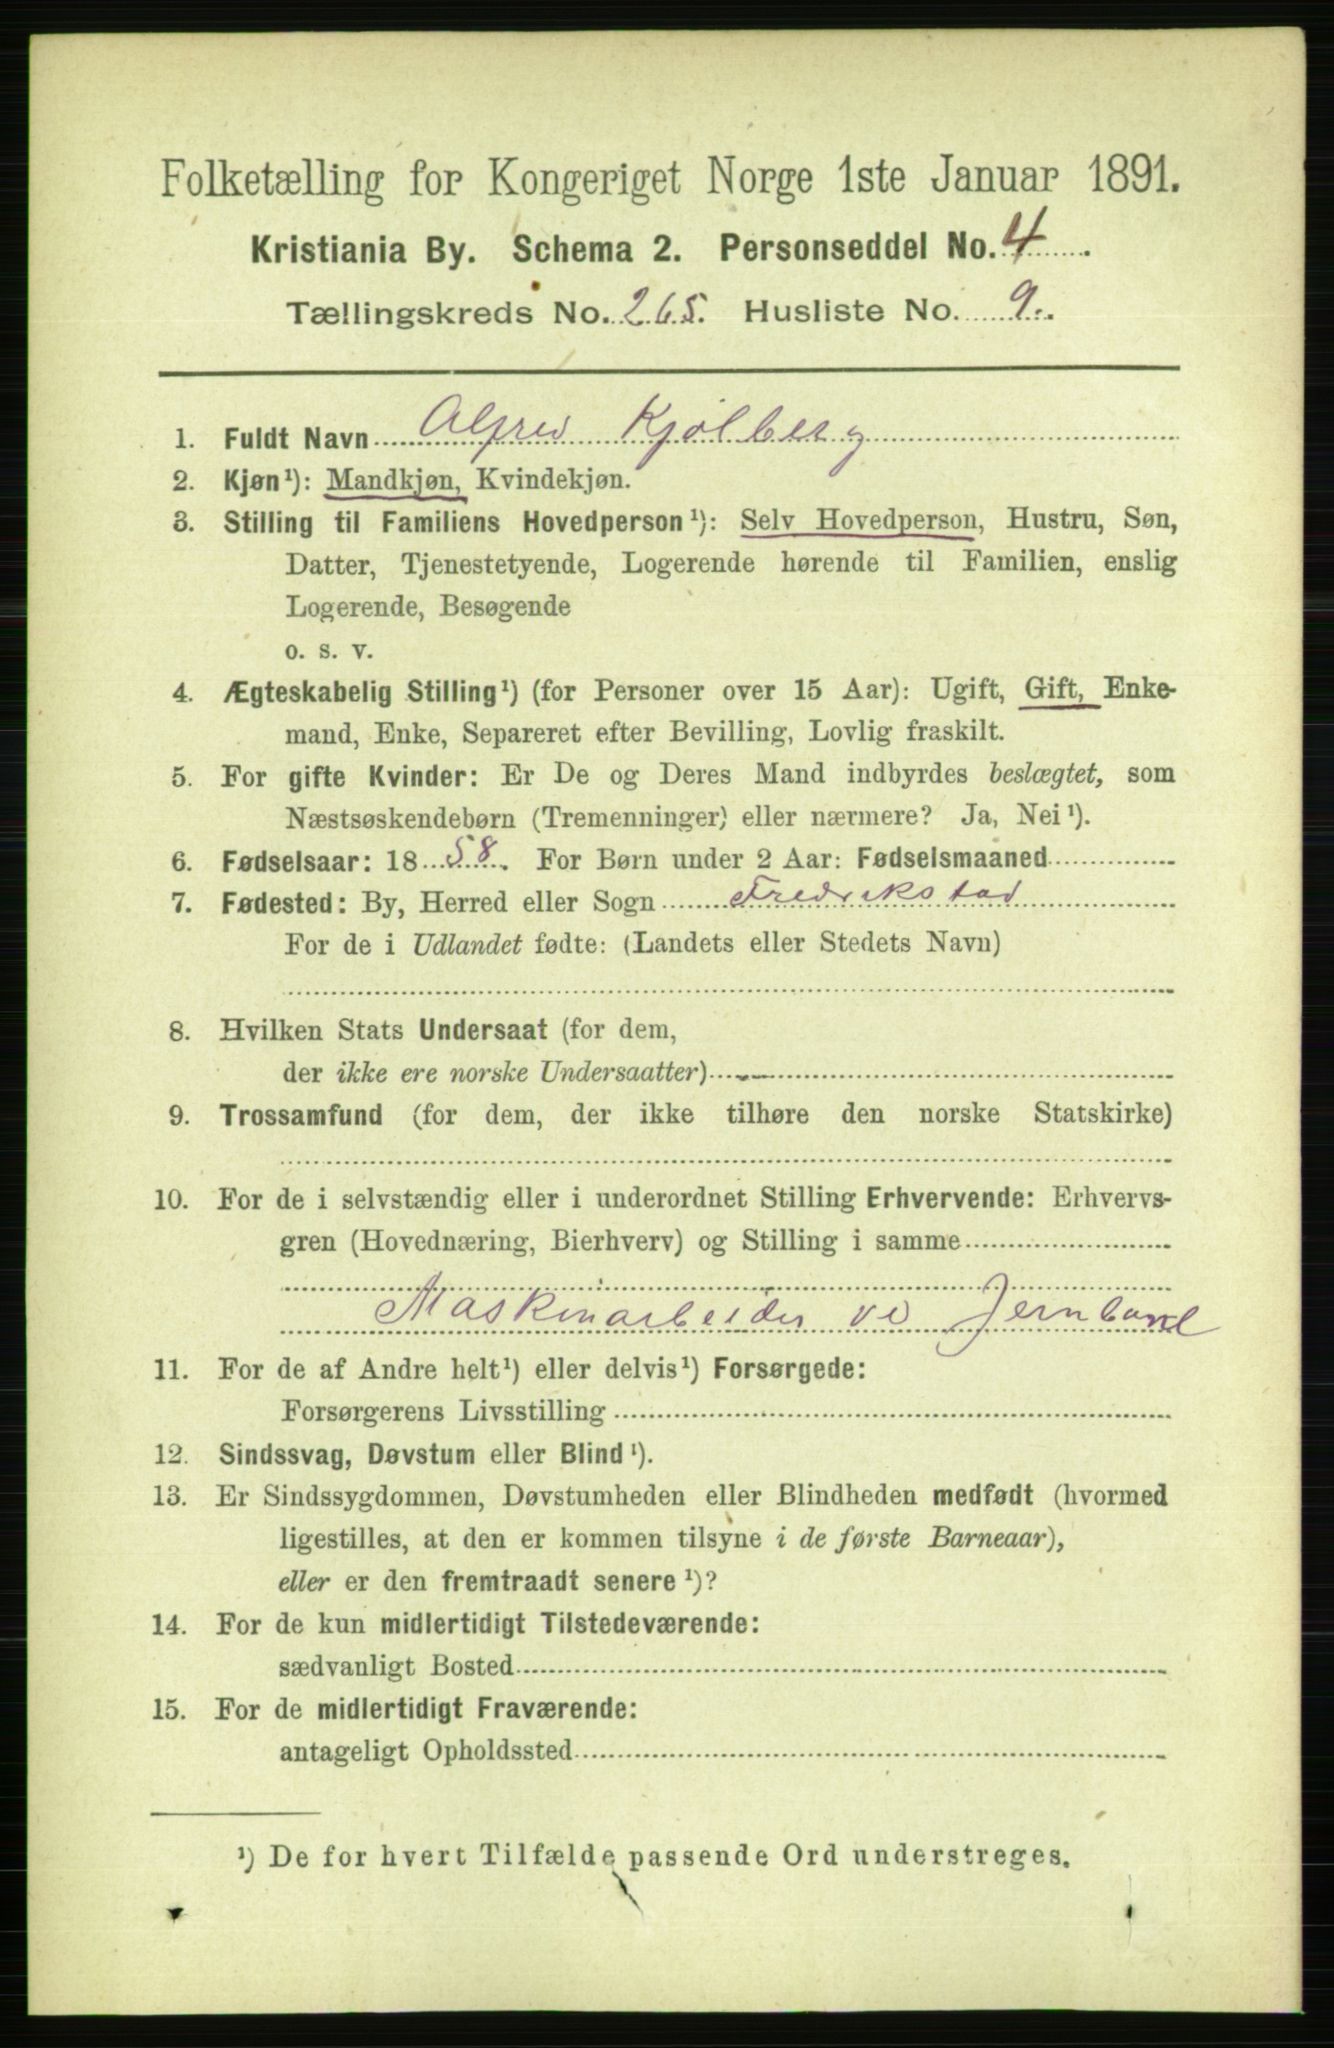 Folketælling for Kongeriget Norge 1ste Januar 1891.
Kristiania By. Schema 2. Personseddel No. 4
Tællingskreds No. 265. Husliste No. 9.
1. Fuldt Navn Alfred Kjølberg
2. Kjøn¹): Mandkjøn, Kvindekjøn.
3. Stilling til Familiens Hovedperson¹): Selv Hovedperson, Hustru, Søn,
Datter, Tjenestetyende, Logerende hørende til Familien, enslig
Logerende, Besøgende
o. s. v.
4. Ægteskabelig Stilling¹) (for Personer over 15 Aar): Ugift, Gift, Enke-
mand, Enke, Separeret efter Bevilling, Lovlig fraskilt.
5. For gifte Kvinder: Er De og Deres Mand indbyrdes beslægtet, som
Næstsøskendebørn (Tremenninger) eller nærmere? Ja, Nei¹).
6. Fødselsaar: 1858. For Børn under 2 Aar: Fødselsmaaned
7. Fødested: By, Herred eller Sogn Fredrikstad
For de i Udlandet fødte: (Landets eller Stedets Navn)
8. Hvilken Stats Undersaat (for dem,
der ikke ere norske Undersaatter)
9. Trossamfund (for dem, der ikke tilhøre den norske Statskirke)
10. For de i selvstændig eller i underordnet Stilling Erhvervende: Erhvervs-
gren (Hovednæring, Bierhverv) og Stilling i samme
Maskinarbeider ve Jernbane
11. For de af Andre helt¹) eller delvis¹) Forsørgede:
Forsørgerens Livsstilling
12. Sindssvag, Døvstum eller Blind¹).
13. Er Sindssygdommen, Døvstumheden eller Blindheden medfødt (hvormed
ligestilles, at den er kommen tilsyne i de første Barneaar),
eller er den fremtraadt senere¹)?
14. For de kun midlertidigt Tilstedeværende:
sædvanligt Bosted
15. For de midlertidigt Fraværende:
antageligt Opholdssted
¹) De for hvert Tilfælde passende Ord understreges.